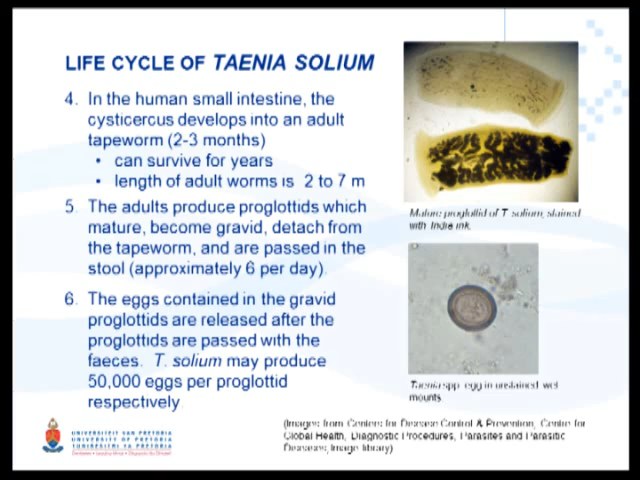 LIFE CYCLE OF TAENIA SOLIUM
4. In the human small intestine, the
cysticercus develops into an adult
tapeworm (2-3 months)
• can survive for years
• length of adult worms is 2 to 7 m
5. The adults produce proglottids which
mature, become gravid, detach from
the tapeworm, and are passed in the
stool (approximately 6 per day).
6. The eggs contained in the gravid
proglottids are released after the
proglottids are passed with the
faeces. T. solium may produce
50,000 eggs per proglottid
respectively
Mature proglottid of T. solium, stained
with India ink.
Taenia spp. egg in unstained wet
mounts.
UNIVERSITEIT VAN PRETORIA
UNIVERSITY OF PRETORIA
YUNIBESITHI YA PRETORIA
(Images from Centers for Disease Control & Prevention, Centre for
Global Health, Diagnostic Procedures, Parasites and Parasitic
Diseases, Image library)